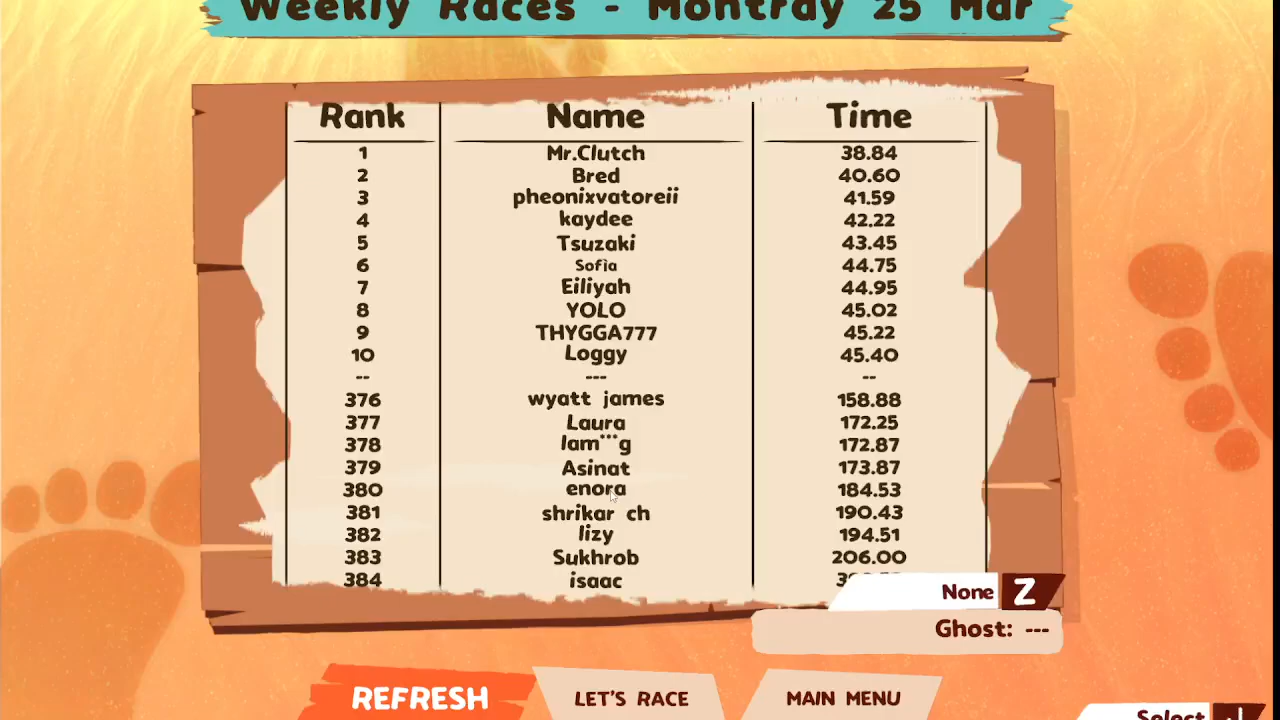 Weekly Races - Montray 25 Mar
Rank Name Time
1 Mr.Clutch 38.84
2 Bred 40.60
3 pheonixvatoreii 41.59
4 kaydee 42.22
5 Tsuzaki 43.45
6 Sofia 44.75
7 Eiliyah 44.95
8 YOLO 45.02
9 THYGGA777 45.22
10 Loggy 45.40
-- --- --
376 wyatt james 158.88
377 Laura 172.25
378 lam***g 172.87
379 Asinat 173.87
380 enora 184.53
381 shrikar ch 190.43
382 lizy 194.51
383 Sukhrob 206.00
384 isaac
None Z
Ghost: ---
REFRESH LET'S RACE MAIN MENU
Select